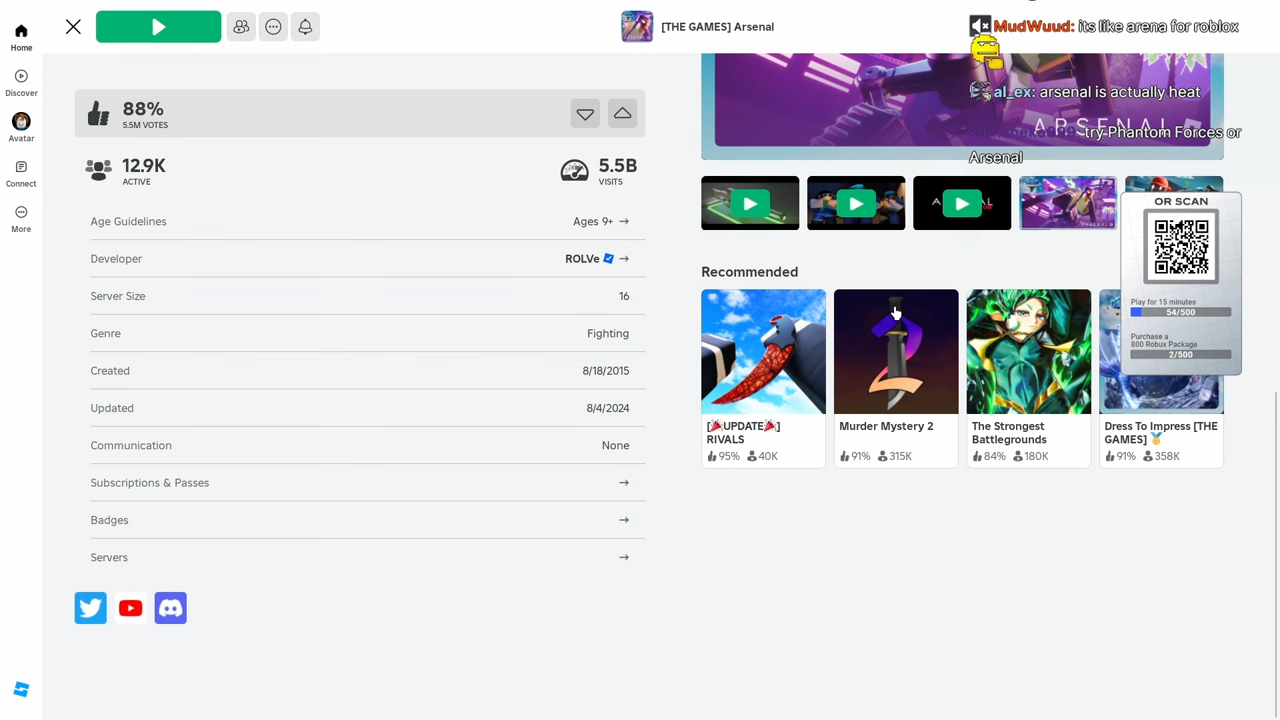 Home
Discover
Avatar
Connect
More
[THE GAMES] Arsenal
MudWuud: its like arena for roblox
al_ex: arsenal is actually heat
try Phantom Forces or
Arsenal
ARSENAL
88%
5.5M VOTES
12.9K
ACTIVE
5.5B
VISITS
Age Guidelines
Ages 9+ →
Developer
ROLVe →
Server Size
16
Genre
Fighting
Created
8/18/2015
Updated
8/4/2024
Communication
None
Subscriptions & Passes →
Badges →
Servers →
OR SCAN
Play for 15 minutes
54/500
Purchase a
800 Robux Package
2/500
Recommended
[🎉UPDATE🎉]
RIVALS
95% 40K
Murder Mystery 2
91% 315K
The Strongest
Battlegrounds
84% 180K
Dress To Impress [THE
GAMES] 🏅
91% 358K